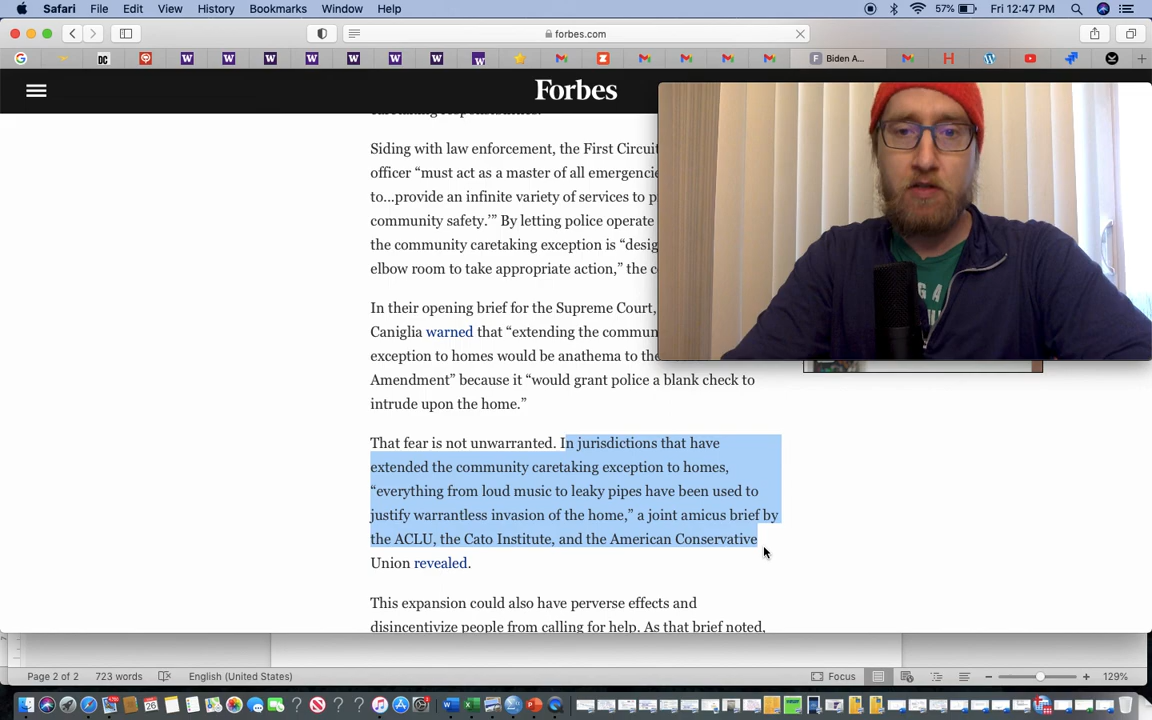 Safari File Edit View History Bookmarks Window Help 57% Fri 12:47 PM
forbes.com
Biden A...
Forbes
Siding with law enforcement, the First Circuit
officer “must act as a master of all emergencie
to...provide an infinite variety of services to p
community safety.’” By letting police operate
the community caretaking exception is “desig
elbow room to take appropriate action,” the c
In their opening brief for the Supreme Court,
Caniglia warned that “extending the commun
exception to homes would be anathema to the
Amendment” because it “would grant police a blank check to
intrude upon the home.”
That fear is not unwarranted. In jurisdictions that have
extended the community caretaking exception to homes,
“everything from loud music to leaky pipes have been used to
justify warrantless invasion of the home,” a joint amicus brief by
the ACLU, the Cato Institute, and the American Conservative
Union revealed.
This expansion could also have perverse effects and
disincentivize people from calling for help. As that brief noted,
Page 2 of 2 723 words English (United States) Focus 129%